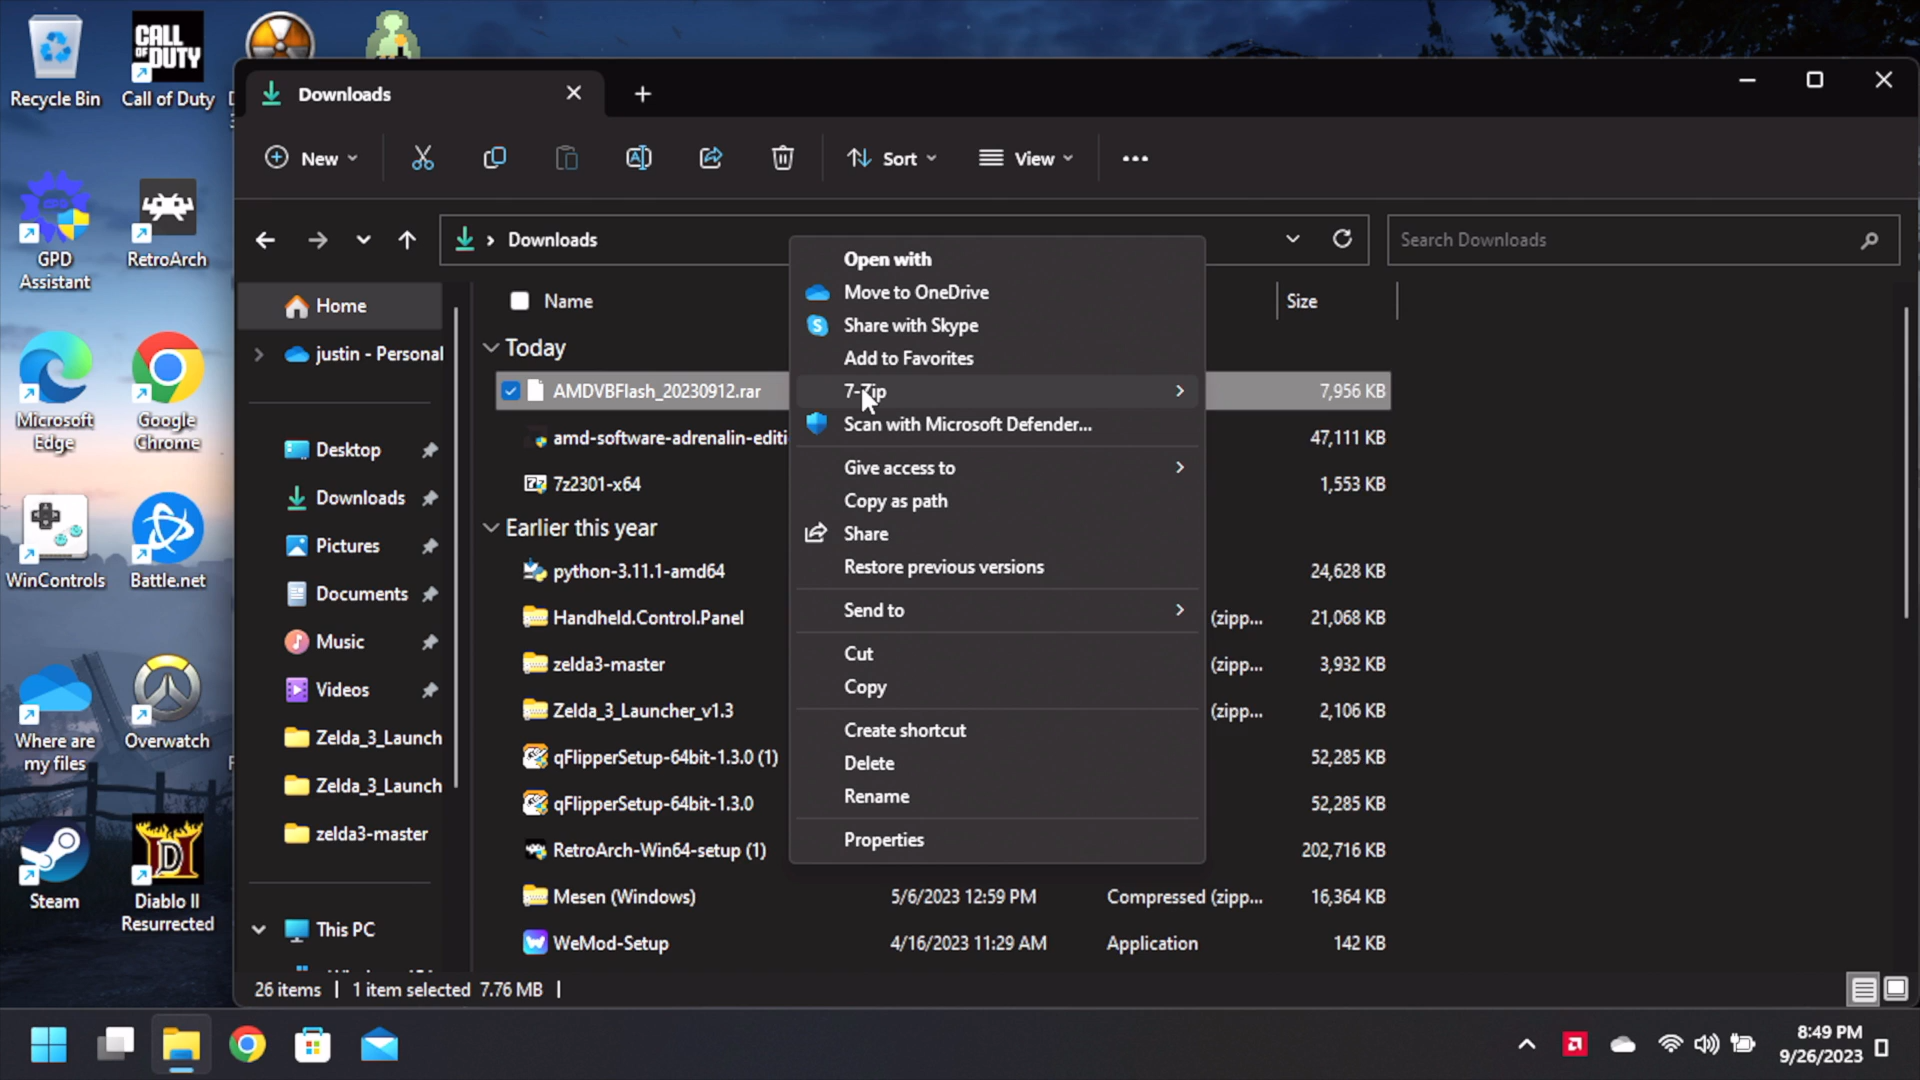 Recycle Bin
CALL OF DUTY
Call of Duty
GPD Assistant
RetroArch
Microsoft Edge
Google Chrome
WinControls
Battle.net
Where are my files
Overwatch
Steam
Diablo II Resurrected
Downloads
New
Sort
View
Downloads
Search Downloads
Home
justin - Personal
Desktop
Downloads
Pictures
Documents
Music
Videos
Zelda_3_Launch
Zelda_3_Launch
zelda3-master
This PC
Name
Size
Today
AMDVBFlash_20230912.rar 7,956 KB
amd-software-adrenalin-editi 47,111 KB
7z2301-x64 1,553 KB
Earlier this year
python-3.11.1-amd64 24,628 KB
Handheld.Control.Panel (zipp... 21,068 KB
zelda3-master (zipp... 3,932 KB
Zelda_3_Launcher_v1.3 (zipp... 2,106 KB
qFlipperSetup-64bit-1.3.0 (1) 52,285 KB
qFlipperSetup-64bit-1.3.0 52,285 KB
RetroArch-Win64-setup (1) 202,716 KB
Mesen (Windows) 5/6/2023 12:59 PM Compressed (zipp... 16,364 KB
WeMod-Setup 4/16/2023 11:29 AM Application 142 KB
Open with
Move to OneDrive
Share with Skype
Add to Favorites
7-Zip
Scan with Microsoft Defender...
Give access to
Copy as path
Share
Restore previous versions
Send to
Cut
Copy
Create shortcut
Delete
Rename
Properties
26 items 1 item selected 7.76 MB
8:49 PM
9/26/2023